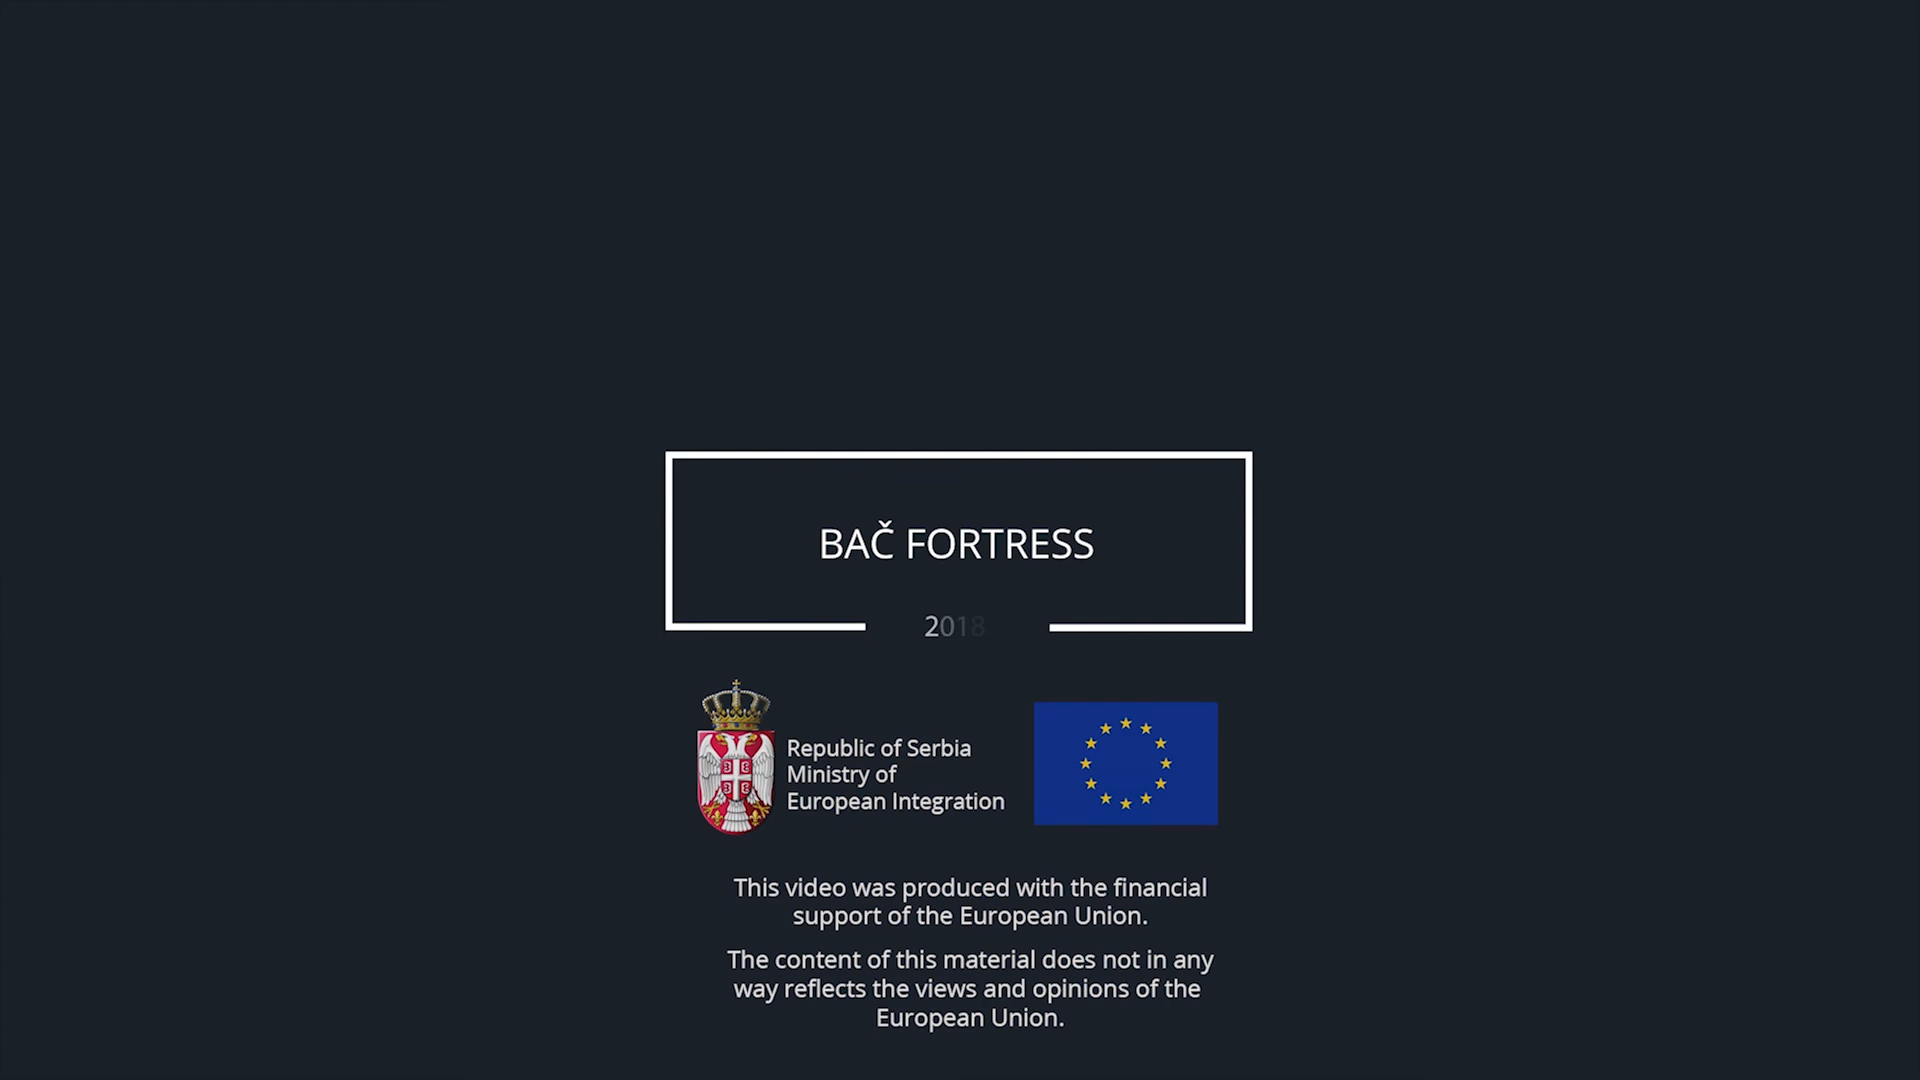 BAČ FORTRESS
2018
Republic of Serbia
Ministry of
European Integration
This video was produced with the financial
support of the European Union.
The content of this material does not in any
way reflects the views and opinions of the
European Union.